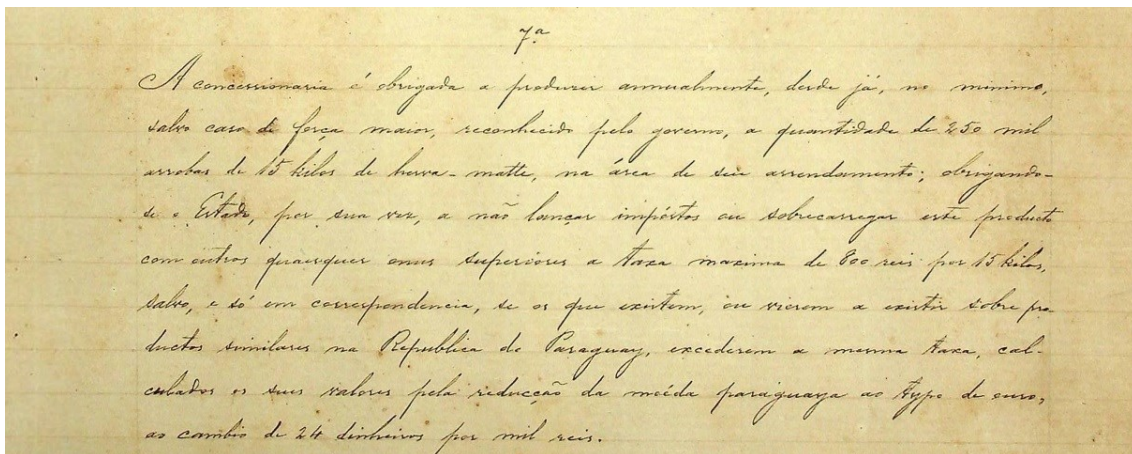 7ª
A concessionaria é obrigada a produzir annualmente, desde já, no minimo,
salvo caso de força maior, reconhecido pelo governo, a quantidade de 250 mil
arrobas de 15 kilos de herva-matte, na área de seu arrendamento; obrigando-
se o Estado, por sua vez, a não lançar impóstos ou sobrecarregar este producto
com outros quaesquer onus superiores a taxa maxima de 800 reis por 15 kilos,
salvo, e só em correspondencia, se os que existem, ou vierem a existir sobre pro-
ductos similares na Republica do Paraguay, excederem a mesma taxa, cal-
culados os seus valores pela reducção da moéda paraguaya ao typo de ouro,
ao cambio de 24 dinheiros por mil reis.